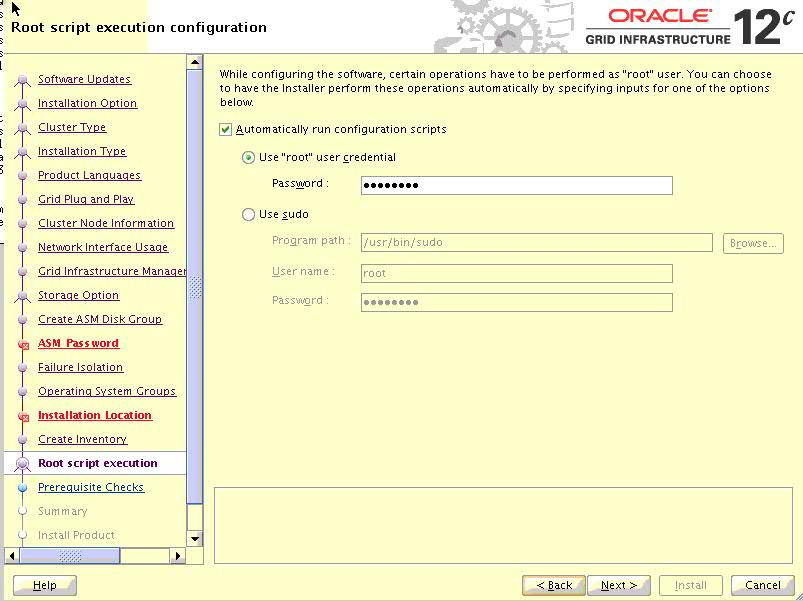 Root script execution configuration
ORACLE
GRID INFRASTRUCTURE 12c
Software Updates
Installation Option
Cluster Type
Installation Type
Product Languages
Grid Plug and Play
Cluster Node Information
Network Interface Usage
Grid Infrastructure Manager
Storage Option
Create ASM Disk Group
ASM Password
Failure Isolation
Operating System Groups
Installation Location
Create Inventory
Root script execution
Prerequisite Checks
Summary
Install Product
While configuring the software, certain operations have to be performed as "root" user. You can choose
to have the Installer perform these operations automatically by specifying inputs for one of the options
below.
Automatically run configuration scripts
Use "root" user credential
Password : ••••••••
Use sudo
Program path : /usr/bin/sudo Browse...
User name : root
Password : ••••••••
Help
< Back
Next >
Install
Cancel